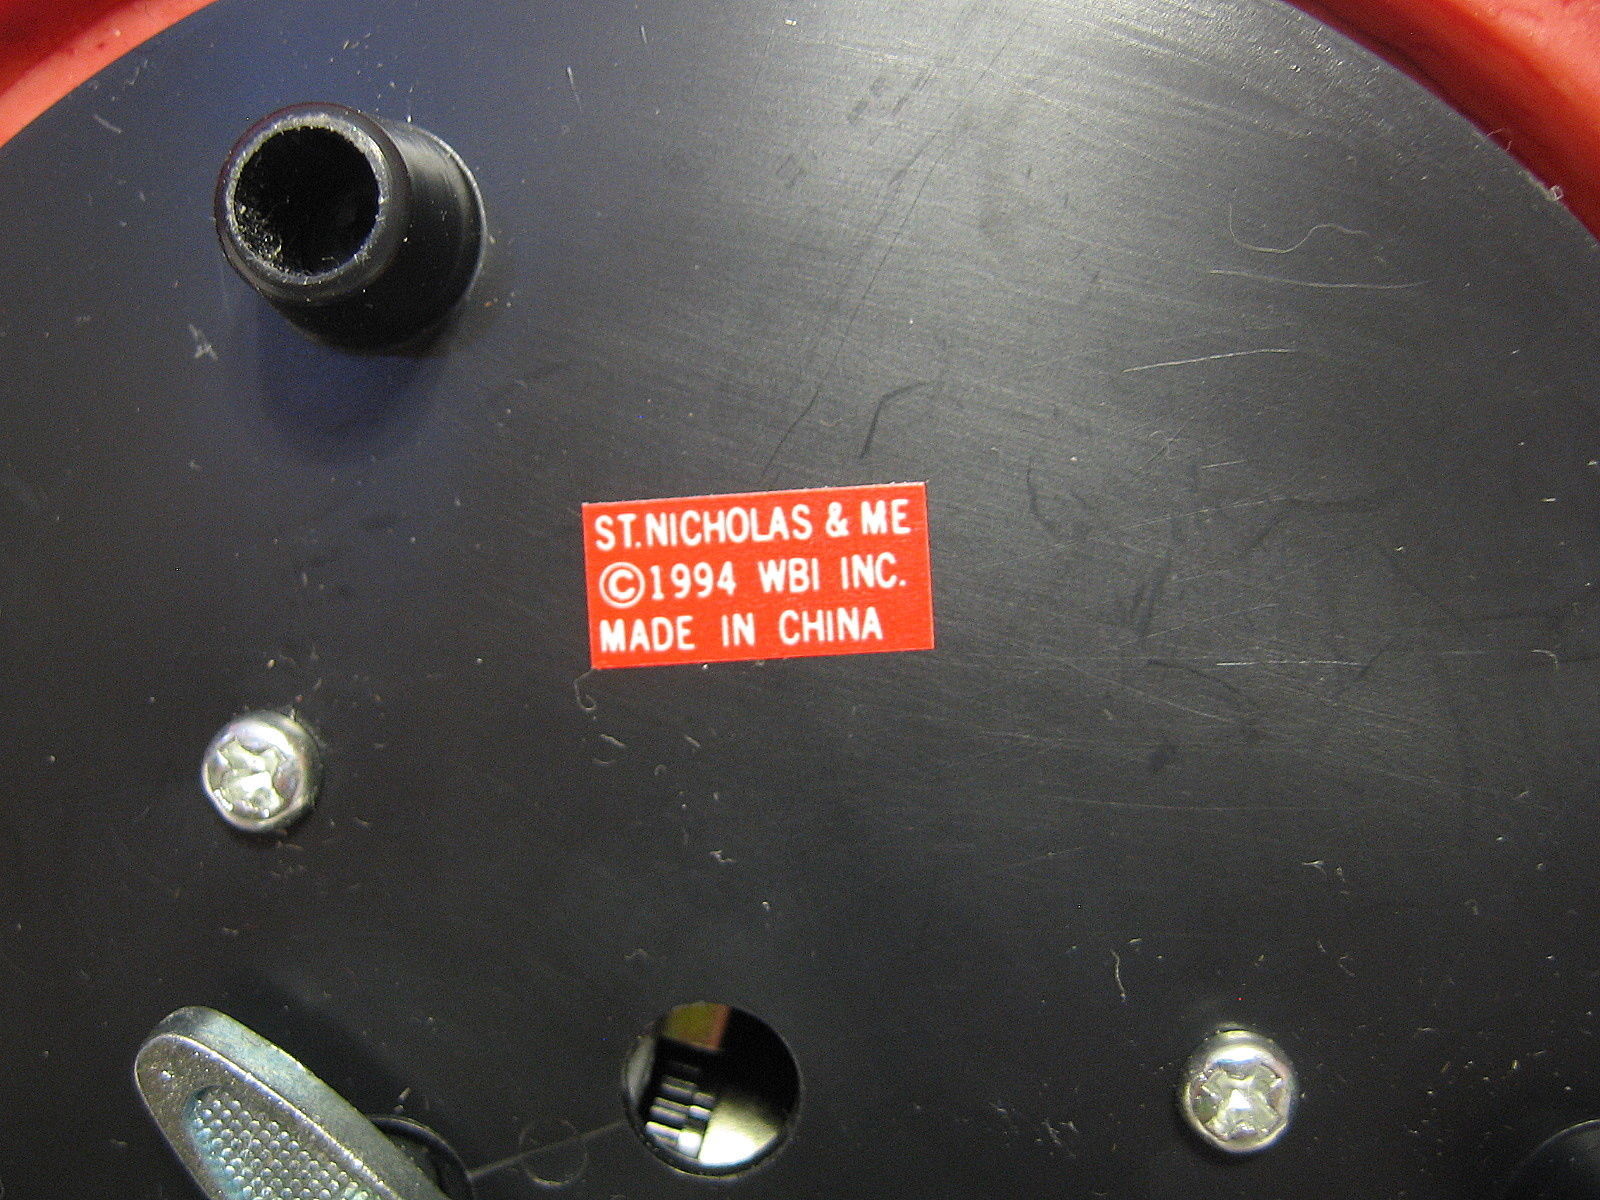 ST.NICHOLAS & ME
©1994 WBI INC.
MADE IN CHINA